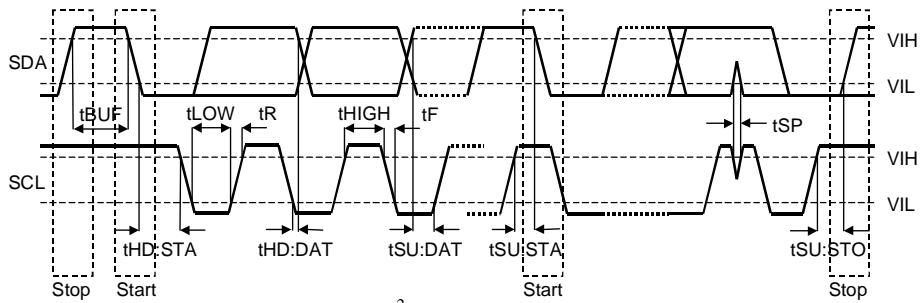 VIH
SDA
VIL
tBUF tLOW tR tHIGH tF tSP
VIH
SCL
VIL
tHD:STA tHD:DAT tSU:DAT tSU:STA tSU:STO
Stop Start Start Stop
2